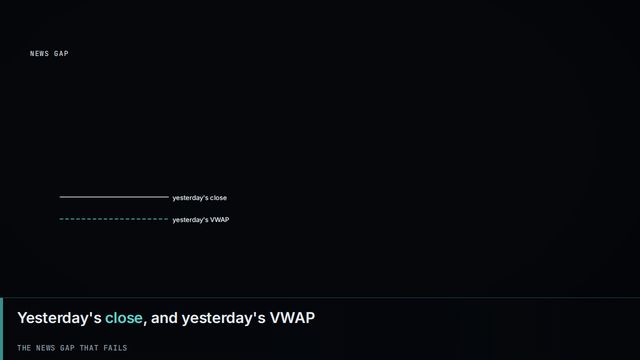 NEWS GAP
yesterday's close
yesterday's VWAP
Yesterday's close, and yesterday's VWAP
THE NEWS GAP THAT FAILS